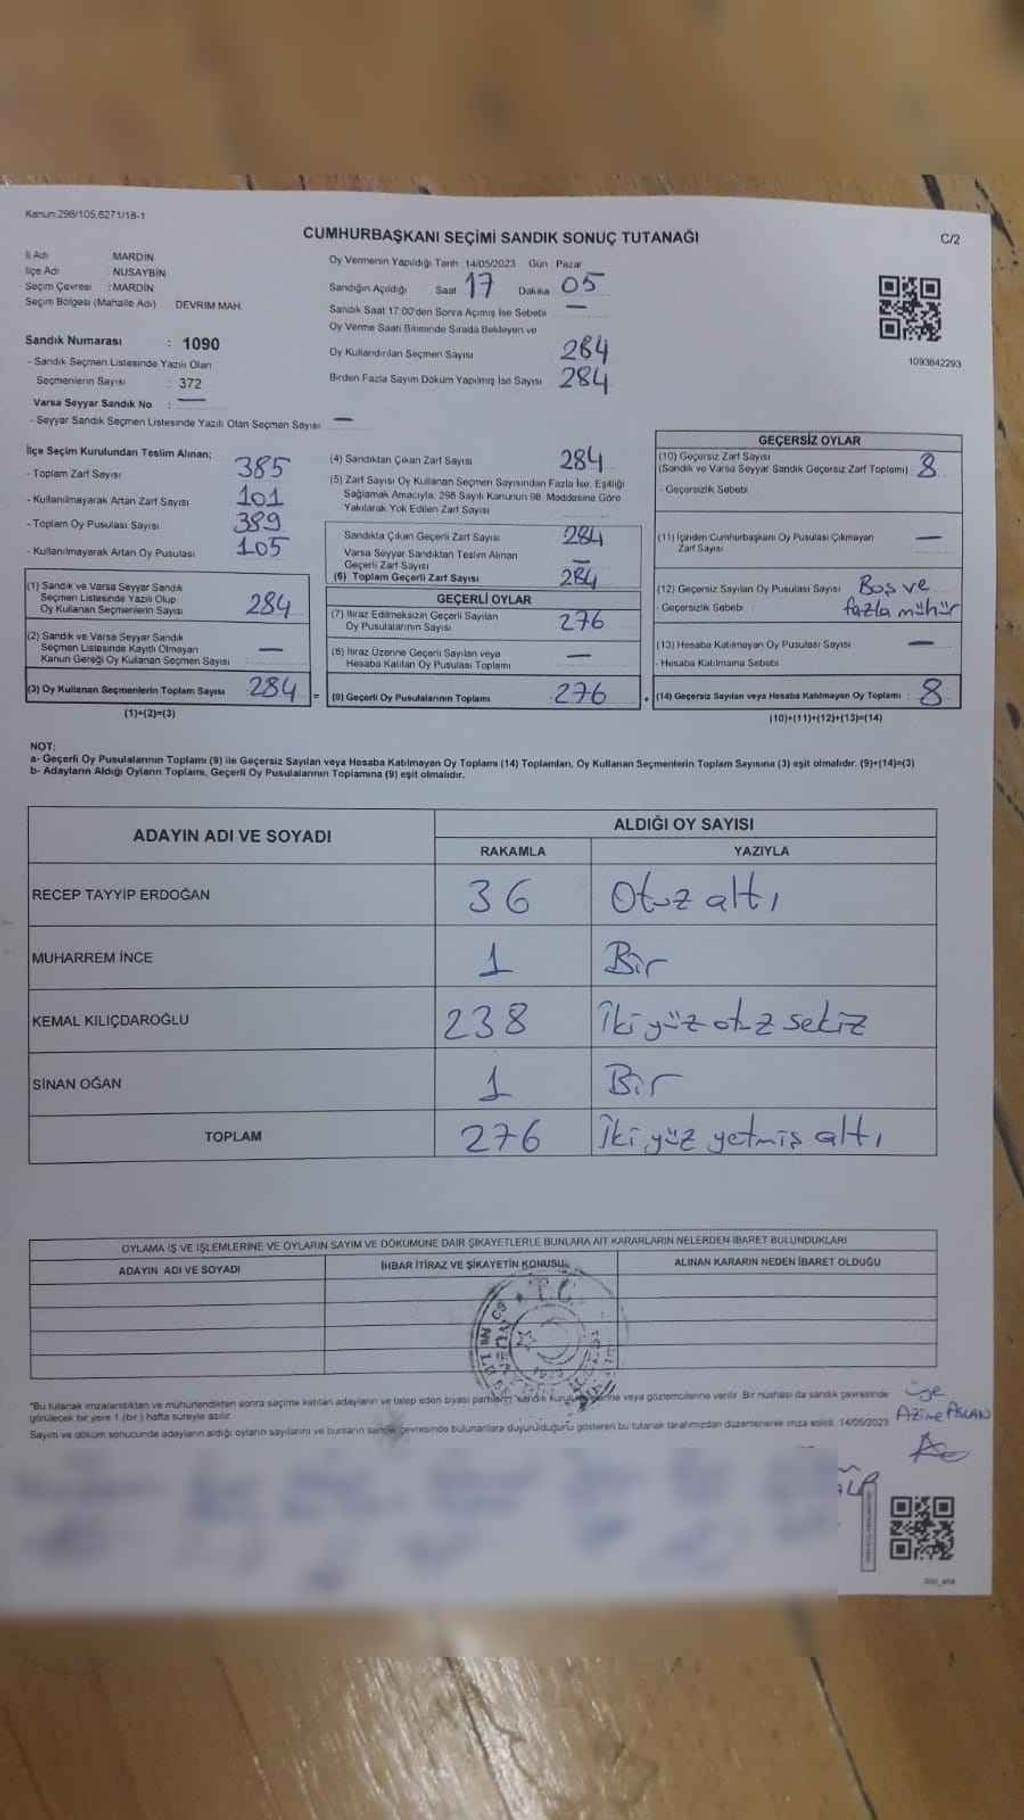 Kanun:298/105,6271/18-1
CUMHURBAŞKANI SEÇİMİ SANDIK SONUÇ TUTANAĞI
C/2
İl Adı MARDİN
İlçe Adı NUSAYBİN
Seçim Çevresi : MARDİN
Seçim Bölgesi (Mahalle Adı) DEVRIM MAH.
Sandık Numarası : 1090
- Sandık Seçmen Listesinde Yazılı Olan
Seçmenlerin Sayısı : 372
Varsa Seyyar Sandık No : —
- Seyyar Sandık Seçmen Listesinde Yazılı Olan Seçmen Sayısı —
Oy Vermenin Yapıldığı Tarih 14/05/2023 Gün : Pazar
Sandığın Açıldığı Saat 17 Dakika 05
Sandık Saat 17:00'den Sonra Açılmış İse Sebebi —
Oy Verme Saati Bitiminde Sırada Bekleyen ve
Oy Kullandırılan Seçmen Sayısı 284
Birden Fazla Sayım Döküm Yapılmış İse Sayısı 284
1093642293
İlçe Seçim Kurulundan Teslim Alınan;
- Toplam Zarf Sayısı 385
- Kullanılmayarak Artan Zarf Sayısı 101
- Toplam Oy Pusulası Sayısı 389
- Kullanılmayarak Artan Oy Pusulası 105
(1) Sandık ve Varsa Seyyar Sandık
Seçmen Listesinde Yazılı Olup
Oy Kullanan Seçmenlerin Sayısı 284
(2) Sandık ve Varsa Seyyar Sandık
Seçmen Listesinde Kayıtlı Olmayan
Kanun Gereği Oy Kullanan Seçmen Sayısı —
(3) Oy Kullanan Seçmenlerin Toplam Sayısı 284 =
(1)+(2)=(3)
(4) Sandıktan Çıkan Zarf Sayısı 284
(5) Zarf Sayısı Oy Kullanan Seçmen Sayısından Fazla İse, Eşitliği
Sağlamak Amacıyla, 298 Sayılı Kanunun 98. Maddesine Göre
Yakılarak Yok Edilen Zarf Sayısı
Sandıkta Çıkan Geçerli Zarf Sayısı 284
Varsa Seyyar Sandıktan Teslim Alınan
Geçerli Zarf Sayısı —
(6) Toplam Geçerli Zarf Sayısı 284
GEÇERLİ OYLAR
(7) İtiraz Edilmeksizin Geçerli Sayılan
Oy Pusulalarının Sayısı 276
(8) İtiraz Üzerine Geçerli Sayılan veya
Hesaba Katılan Oy Pusulası Toplamı —
(9) Geçerli Oy Pusulalarının Toplamı 276 +
GEÇERSİZ OYLAR
(10) Geçersiz Zarf Sayısı
(Sandık ve Varsa Seyyar Sandık Geçersiz Zarf Toplamı) 8
- Geçersizlik Sebebi
(11) İçinden Cumhurbaşkanı Oy Pusulası Çıkmayan
Zarf Sayısı —
(12) Geçersiz Sayılan Oy Pusulası Sayısı Boş ve
- Geçersizlik Sebebi fazla mühür
(13) Hesaba Katılmayan Oy Pusulası Sayısı —
- Hesaba Katılmama Sebebi
(14) Geçersiz Sayılan veya Hesaba Katılmayan Oy Toplamı : 8
(10)+(11)+(12)+(13)=(14)
NOT:
a- Geçerli Oy Pusulalarının Toplamı (9) ile Geçersiz Sayılan veya Hesaba Katılmayan Oy Toplamı (14) Toplamları, Oy Kullanan Seçmenlerin Toplam Sayısına (3) eşit olmalıdır. (9)+(14)=(3)
b- Adayların Aldığı Oyların Toplamı, Geçerli Oy Pusulalarının Toplamına (9) eşit olmalıdır.
ADAYIN ADI VE SOYADI
ALDIĞI OY SAYISI
RAKAMLA YAZIYLA
RECEP TAYYİP ERDOĞAN 36 Otuz altı
MUHARREM İNCE 1 Bir
KEMAL KILIÇDAROĞLU 238 İki yüz otuz sekiz
SİNAN OĞAN 1 Bir
TOPLAM 276 İki yüz yetmiş altı
OYLAMA İŞ VE İŞLEMLERİNE VE OYLARIN SAYIM VE DÖKÜMÜNE DAİR ŞİKAYETLERLE BUNLARA AİT KARARLARIN NELERDEN İBARET BULUNDUKLARI
ADAYIN ADI VE SOYADI İHBAR İTİRAZ VE ŞİKAYETİN KONUSU ALINAN KARARIN NEDEN İBARET OLDUĞU
T.C.
"Bu tutanak imzalandıktan ve mühürlendikten sonra seçime katılan adayların ve talep eden siyasi partilerin sandık kurulu üyelerine veya gözlemcilerine verilir. Bir nüshası da sandık çevresinde
görülecek bir yere 1 (bir) hafta süreyle asılır.
Sayım ve döküm sonucunda adayların aldığı oyların sayılarını ve bunların sandık çevresinde bulunanlara duyurulduğunu gösteren bu tutanak tarafımızdan düzenlenerek imza edildi. 14/05/2023
üye
AZİME ASLAN